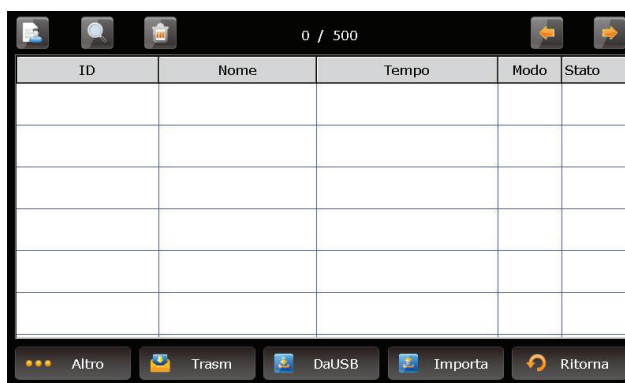 0 / 500
ID Nome Tempo Modo Stato
Altro Trasm DaUSB Importa Ritorna